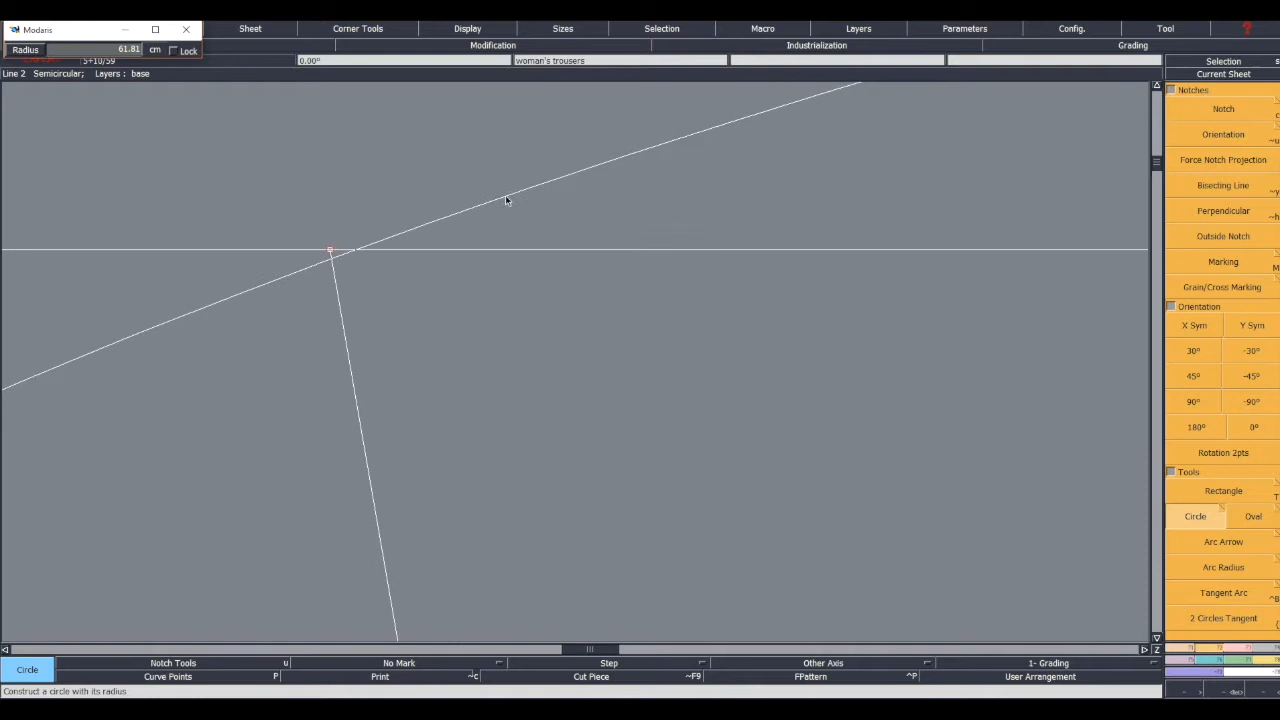 Modaris
Sheet Corner Tools Display Sizes Selection Macro Layers Parameters Config. Tool ?
Radius 61.81 cm Lock
Modification Industrialization Grading
5+10/59 0.00° woman's trousers
Selection s
Line 2 Semicircular; Layers : base
Current Sheet
Notches
Notch c
Orientation ~u
Force Notch Projection
Bisecting Line ~y
Perpendicular ~h
Outside Notch
Marking M
Grain/Cross Marking
Orientation
X Sym Y Sym
30° -30°
45° -45°
90° -90°
180° 0°
Rotation 2pts
Tools
Rectangle T
Circle Oval
Arc Arrow
Arc Radius
Tangent Arc ^B
2 Circles Tangent (
Z
Circle
Notch Tools u No Mark Step Other Axis 1- Grading
Curve Points P Print ~c Cut Piece ~F9 FPattern ^P User Arrangement
Construct a circle with its radius